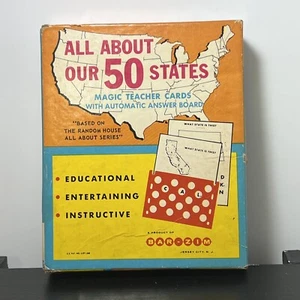 ALL ABOUT
OUR 50 STATES
MAGIC TEACHER CARDS
WITH AUTOMATIC ANSWER BOARD
"BASED ON
THE RANDOM HOUSE
ALL ABOUT SERIES"
WHAT STATE IS THIS?
WHAT STATE IS THIS?
• EDUCATIONAL
• ENTERTAINING
• INSTRUCTIVE
CAL
A PRODUCT OF
BAR-ZIM
JERSEY CITY, N. J.